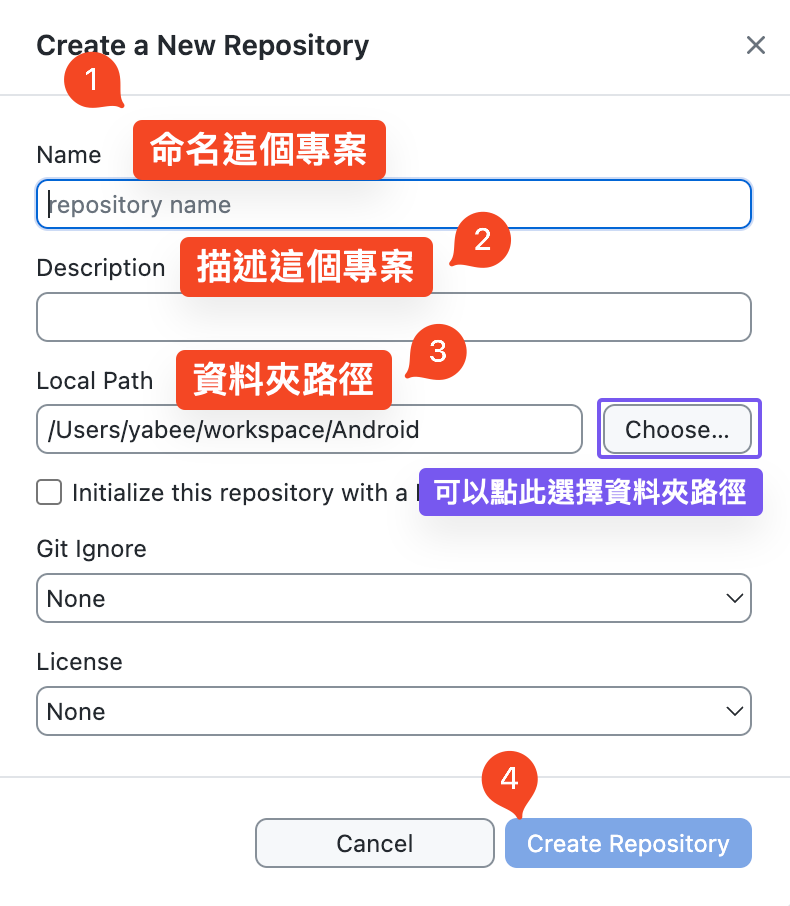 Create a New Repository
1
Name
命名這個專案
repository name
2
Description
描述這個專案
3
Local Path
資料夾路徑
/Users/yabee/workspace/Android
Choose...
Initialize this repository with a
可以點此選擇資料夾路徑
Git Ignore
None
License
None
4
Cancel
Create Repository